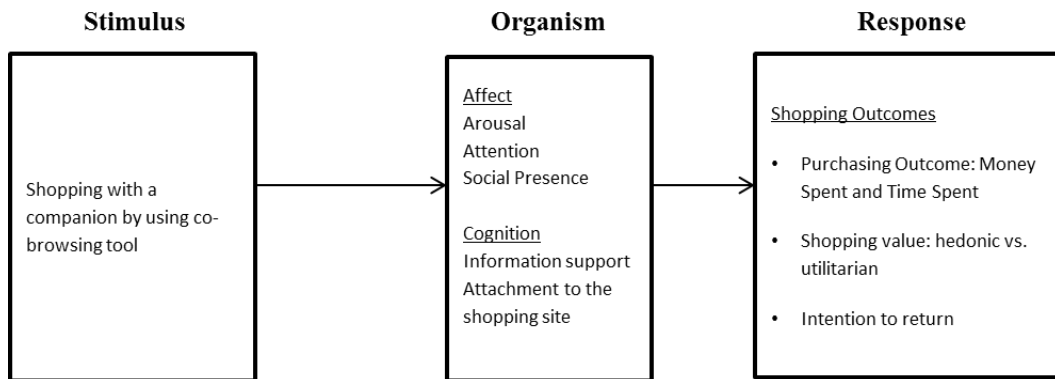 Stimulus
Shopping with a
companion by using co-
browsing tool
Organism
Affect
Arousal
Attention
Social Presence
Cognition
Information support
Attachment to the
shopping site
Response
Shopping Outcomes
• Purchasing Outcome: Money
Spent and Time Spent
• Shopping value: hedonic vs.
utilitarian
• Intention to return